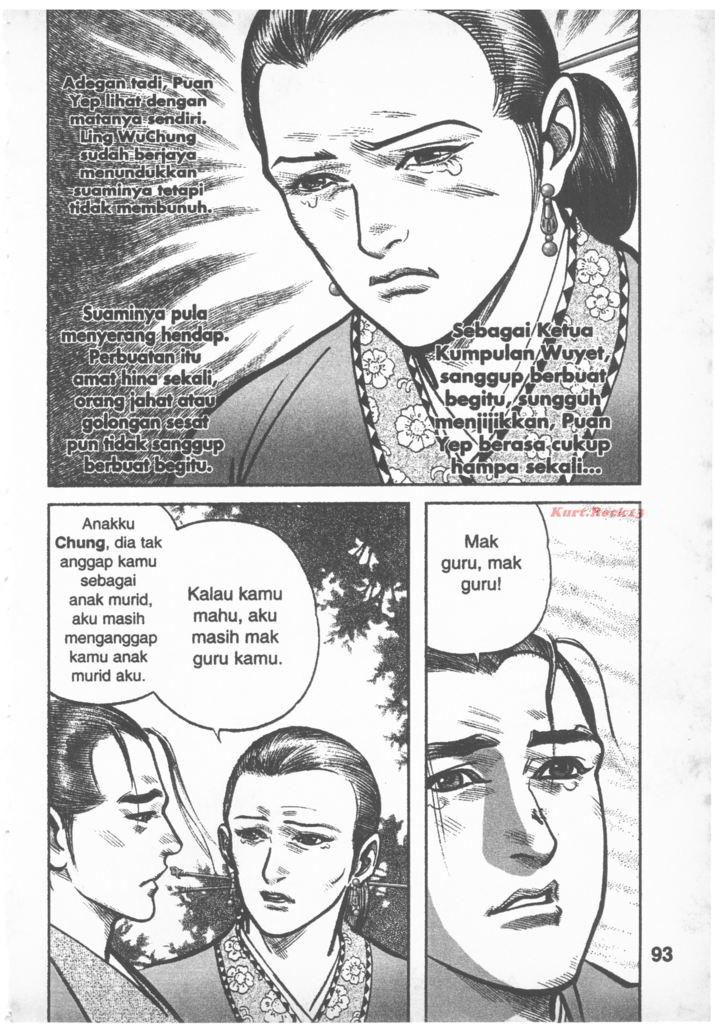 Adegan tadi, Puan
Yep lihat dengan
matanya sendiri.
Ling WuChung
sudah berjaya
menundukkan
suaminya tetapi
tidak membunuh.
Suaminya pula
menyerang hendap.
Perbuatan itu
amat hina sekali,
orang jahat atau
golongan sesat
pun tidak sanggup
berbuat begitu.
Sebagai Ketua
Kumpulan Wuyet,
sanggup berbuat
begitu, sungguh
menjijikkan, Puan
Yep berasa cukup
hampa sekali...
Anakku
Chung, dia tak
anggap kamu
sebagai
anak murid,
aku masih
menganggap
kamu anak
murid aku.
Kalau kamu
mahu, aku
masih mak
guru kamu.
Kurt.Rock13
Mak
guru, mak
guru!
93